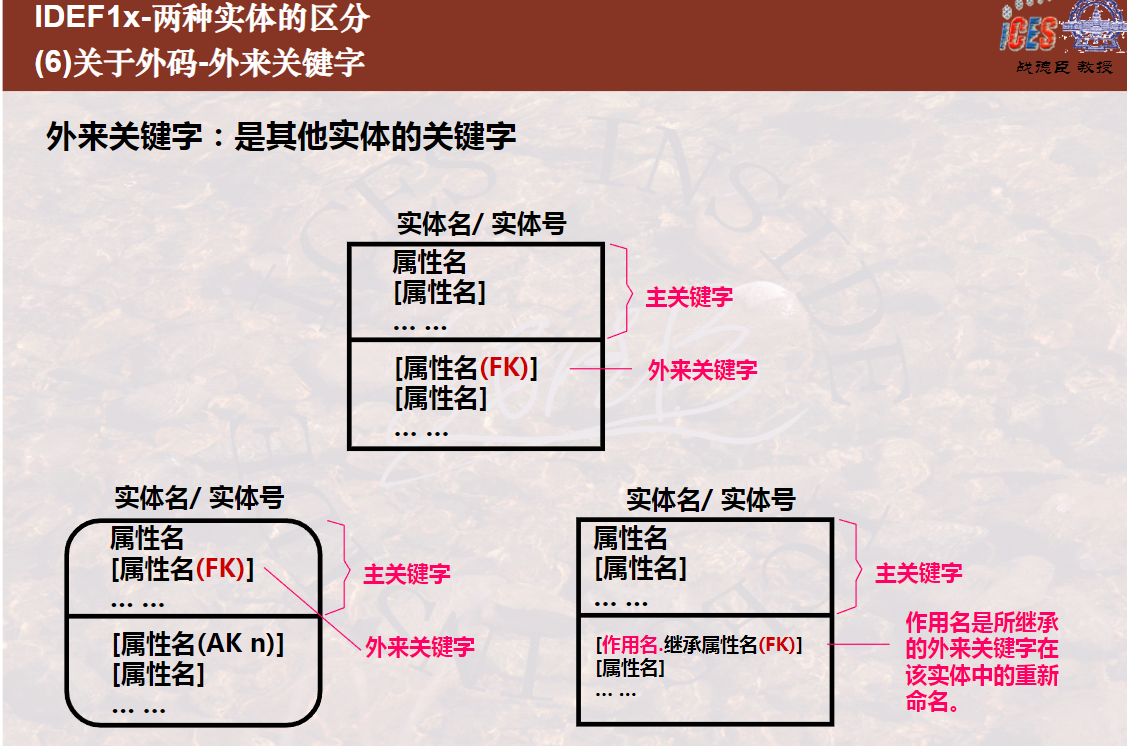 IDEF1x-两种实体的区分
(6)关于外码-外来关键字
iCES
战德臣 教授
外来关键字：是其他实体的关键字
实体名/ 实体号
属性名
[属性名]
... ...
主关键字
[属性名(FK)]
外来关键字
[属性名]
... ...
实体名/ 实体号
属性名
[属性名(FK)]
... ...
主关键字
[属性名(AK n)]
外来关键字
[属性名]
... ...
实体名/ 实体号
属性名
[属性名]
... ...
主关键字
[作用名.继承属性名(FK)]
[属性名]
... ...
作用名是所继承
的外来关键字在
该实体中的重新
命名。